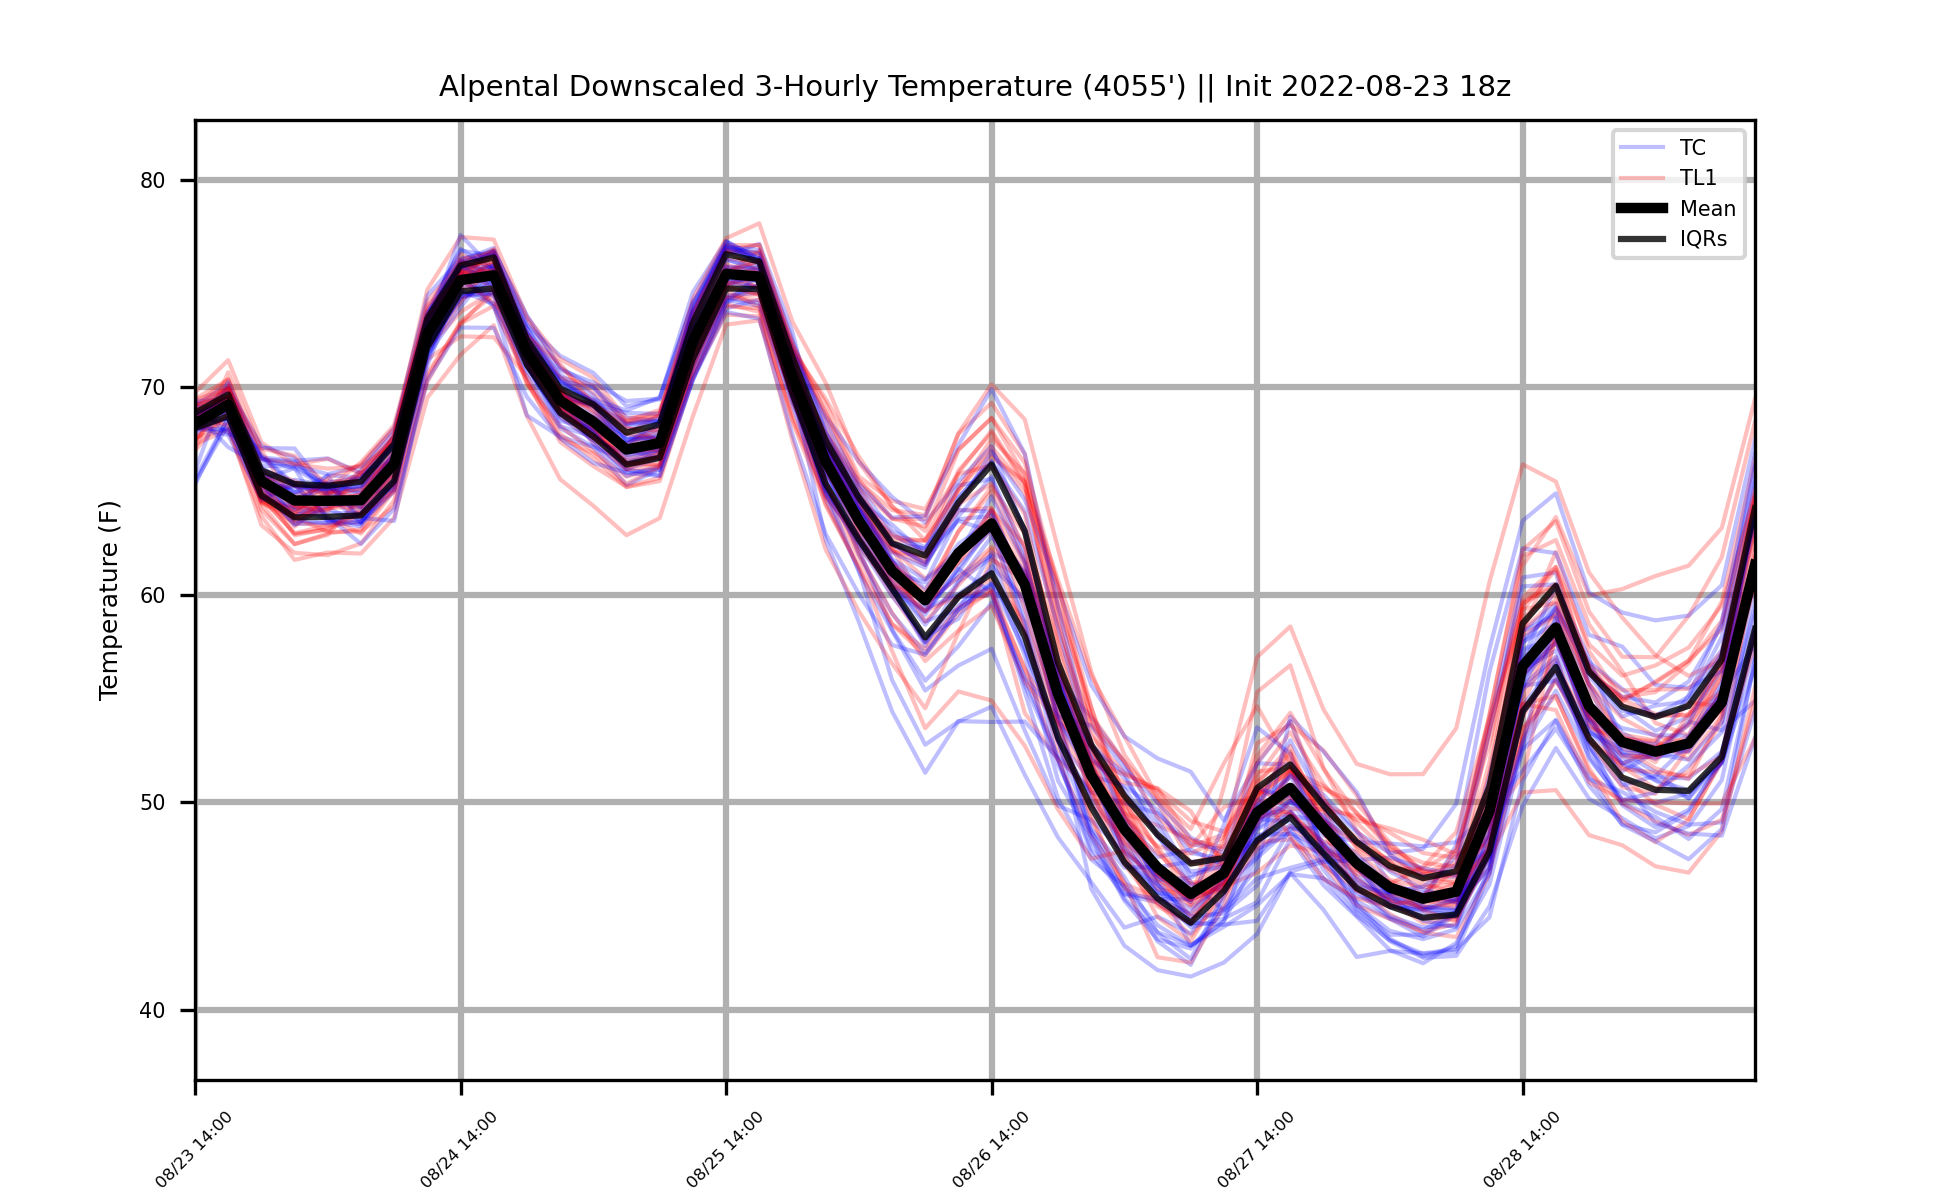 Alpental Downscaled 3-Hourly Temperature (4055') || Init 2022-08-23 18z
TC
TL1
Mean
IQRs
Temperature (F)
80
70
60
50
40
08/23 14:00
08/24 14:00
08/25 14:00
08/26 14:00
08/27 14:00
08/28 14:00